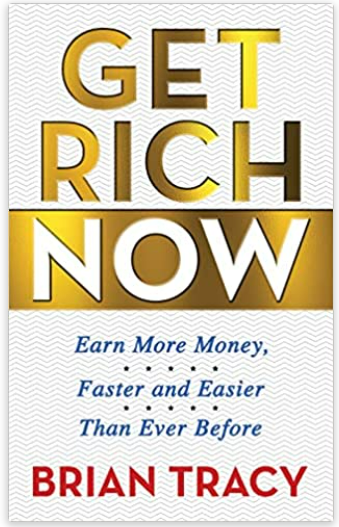 GET
RICH
NOW
Earn More Money,
Faster and Easier
Than Ever Before
BRIAN TRACY